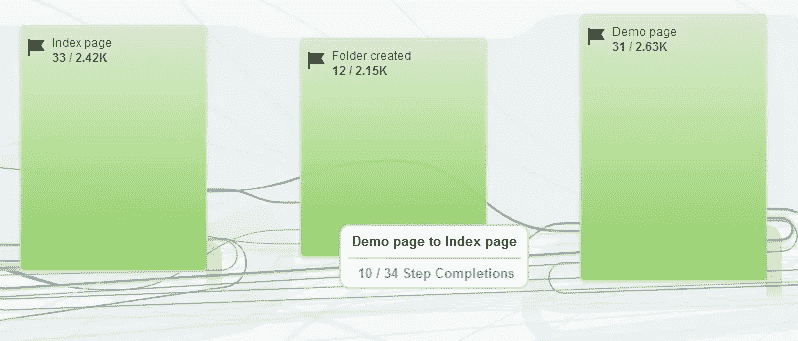 Index page
33 / 2.42K
Folder created
12 / 2.15K
Demo page
31 / 2.63K
Demo page to Index page
10 / 34 Step Completions